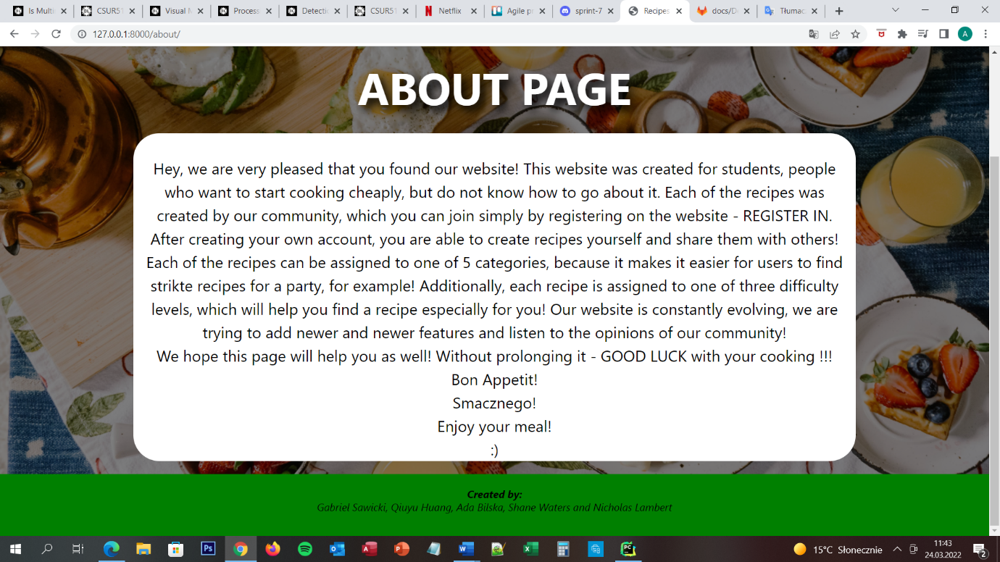 Is Multi
CSUR51
Visual M
Process
Detectic
CSUR51
Netflix
Agile pr
sprint-7
Recipes
docs/D
Tłumac
127.0.0.1:8000/about/
A
ABOUT PAGE
Hey, we are very pleased that you found our website! This website was created for students, people
who want to start cooking cheaply, but do not know how to go about it. Each of the recipes was
created by our community, which you can join simply by registering on the website - REGISTER IN.
After creating your own account, you are able to create recipes yourself and share them with others!
Each of the recipes can be assigned to one of 5 categories, because it makes it easier for users to find
strikte recipes for a party, for example! Additionally, each recipe is assigned to one of three difficulty
levels, which will help you find a recipe especially for you! Our website is constantly evolving, we are
trying to add newer and newer features and listen to the opinions of our community!
We hope this page will help you as well! Without prolonging it - GOOD LUCK with your cooking !!!
Bon Appetit!
Smacznego!
Enjoy your meal!
:)
Created by:
Gabriel Sawicki, Qiuyu Huang, Ada Bilska, Shane Waters and Nicholas Lambert
15°C Słonecznie
11:43
24.03.2022
2